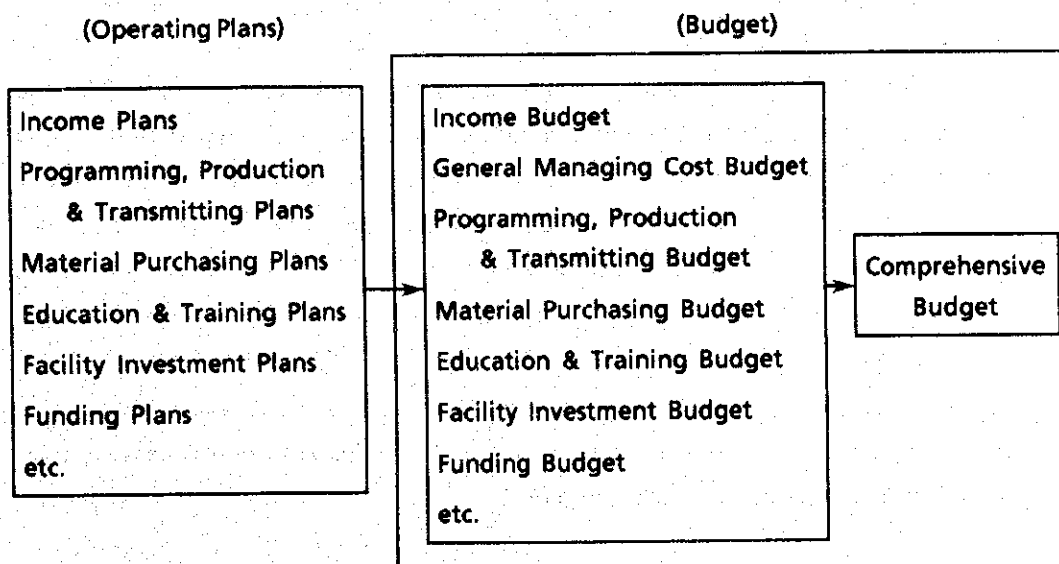 (Operating Plans)
(Budget)
Income Plans
Programming, Production
& Transmitting Plans
Material Purchasing Plans
Education & Training Plans
Facility Investment Plans
Funding Plans
etc.
Income Budget
General Managing Cost Budget
Programming, Production
& Transmitting Budget
Material Purchasing Budget
Education & Training Budget
Facility Investment Budget
Funding Budget
etc.
Comprehensive
Budget